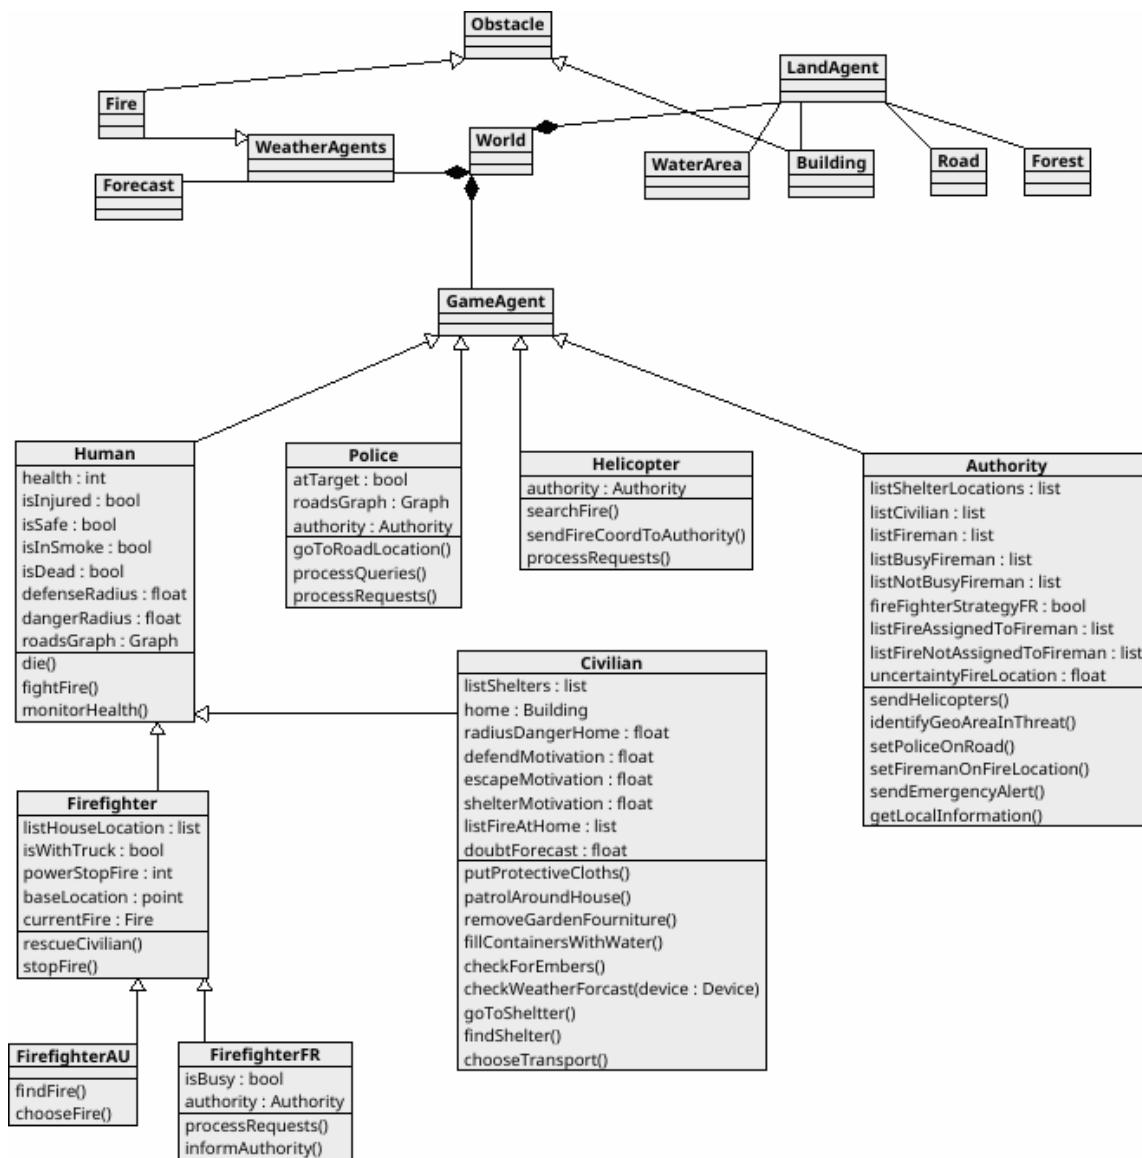 Obstacle
LandAgent
Fire
World
WeatherAgents
WaterArea
Building
Road
Forest
Forecast
GameAgent
Human
health : int
isInjured : bool
isSafe : bool
isInSmoke : bool
isDead : bool
defenseRadius : float
dangerRadius : float
roadsGraph : Graph
die()
fightFire()
monitorHealth()
Police
atTarget : bool
roadsGraph : Graph
authority : Authority
goToRoadLocation()
processQueries()
processRequests()
Helicopter
authority : Authority
searchFire()
sendFireCoordToAuthority()
processRequests()
Authority
listShelterLocations : list
listCivilian : list
listFireman : list
listBusyFireman : list
listNotBusyFireman : list
fireFighterStrategyFR : bool
listFireAssignedToFireman : list
listFireNotAssignedToFireman : list
uncertaintyFireLocation : float
sendHelicopters()
identifyGeoAreaInThreat()
setPoliceOnRoad()
setFiremanOnFireLocation()
sendEmergencyAlert()
getLocalInformation()
Civilian
listShelters : list
home : Building
radiusDangerHome : float
defendMotivation : float
escapeMotivation : float
shelterMotivation : float
listFireAtHome : list
doubtForecast : float
putProtectiveCloths()
patrolAroundHouse()
removeGardenFourniture()
fillContainersWithWater()
checkForEmbers()
checkWeatherForcast(device : Device)
goToSheltter()
findShelter()
chooseTransport()
Firefighter
listHouseLocation : list
isWithTruck : bool
powerStopFire : int
baseLocation : point
currentFire : Fire
rescueCivilian()
stopFire()
FirefighterAU
findFire()
chooseFire()
FirefighterFR
isBusy : bool
authority : Authority
processRequests()
informAuthority()